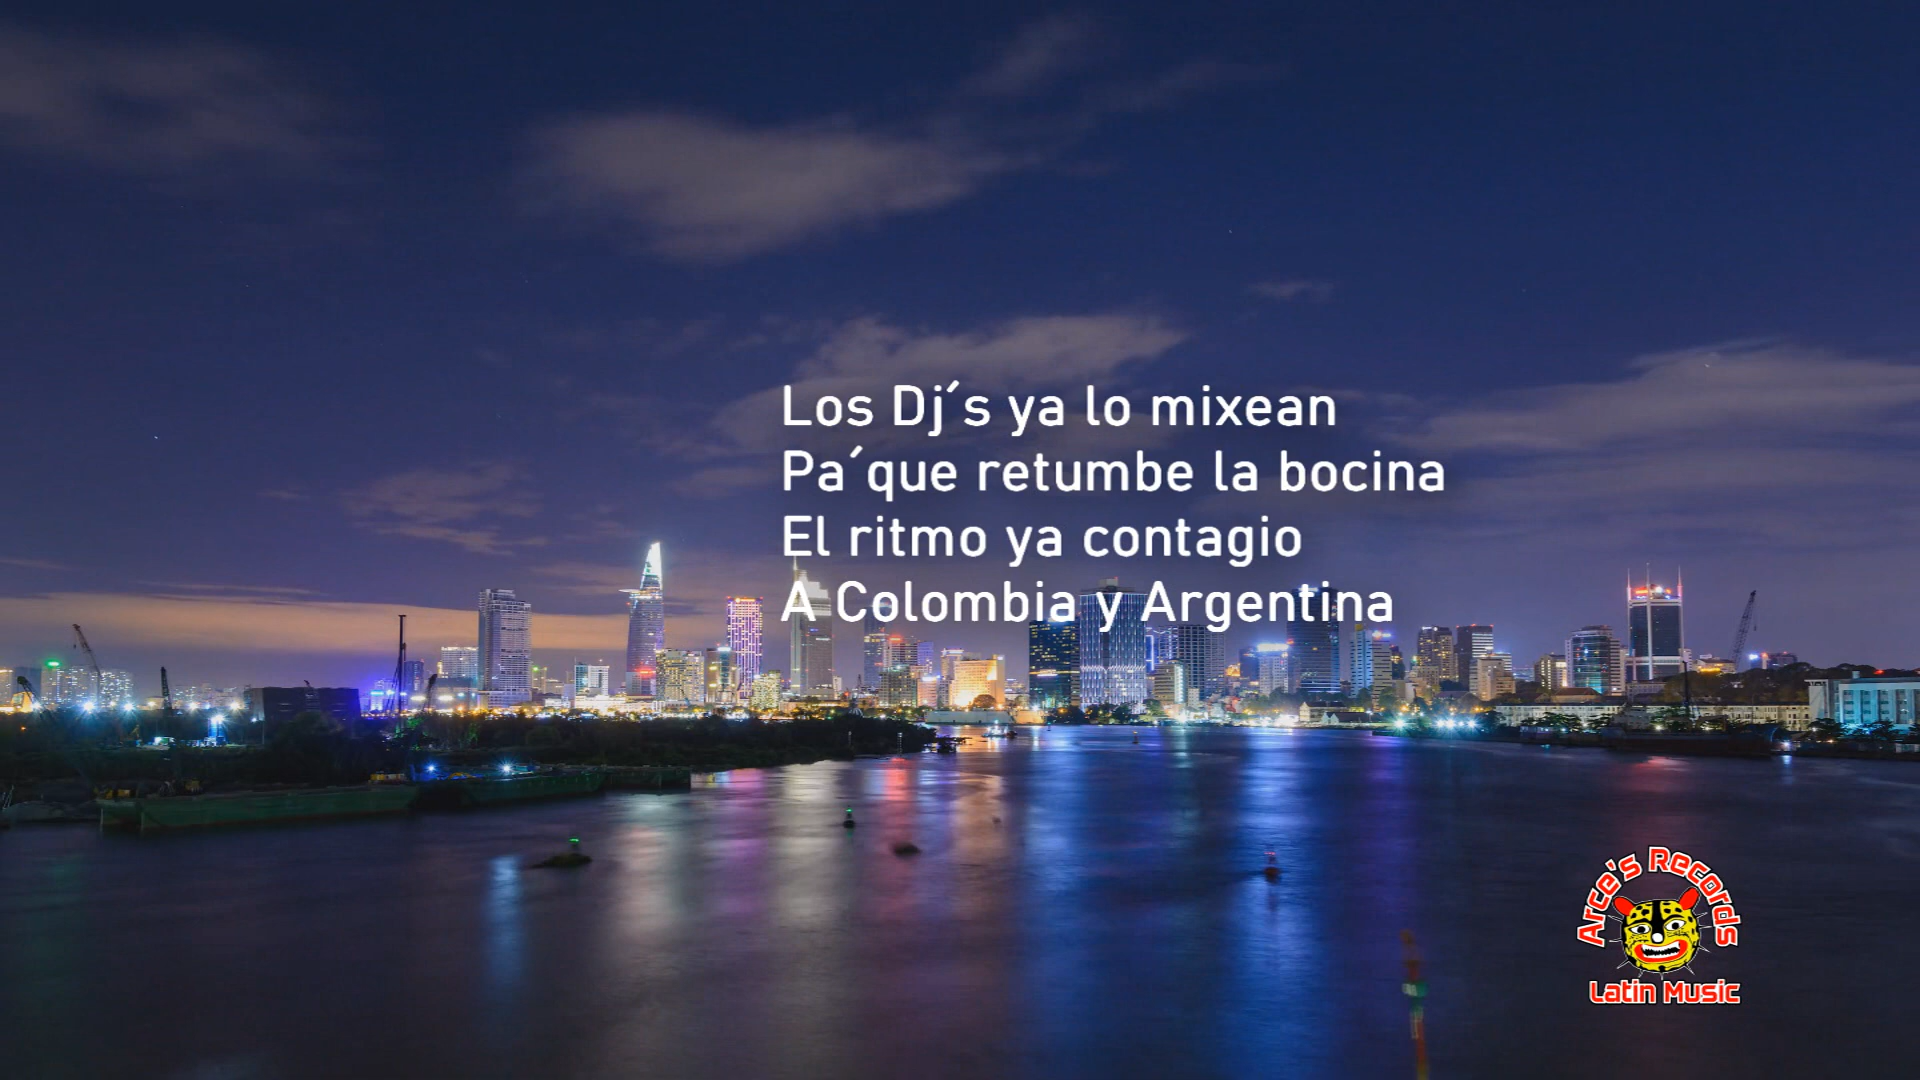 Los Dj´s ya lo mixean
Pa´que retumbe la bocina
El ritmo ya contagio
A Colombia y Argentina
Arce's Records
Latin Music